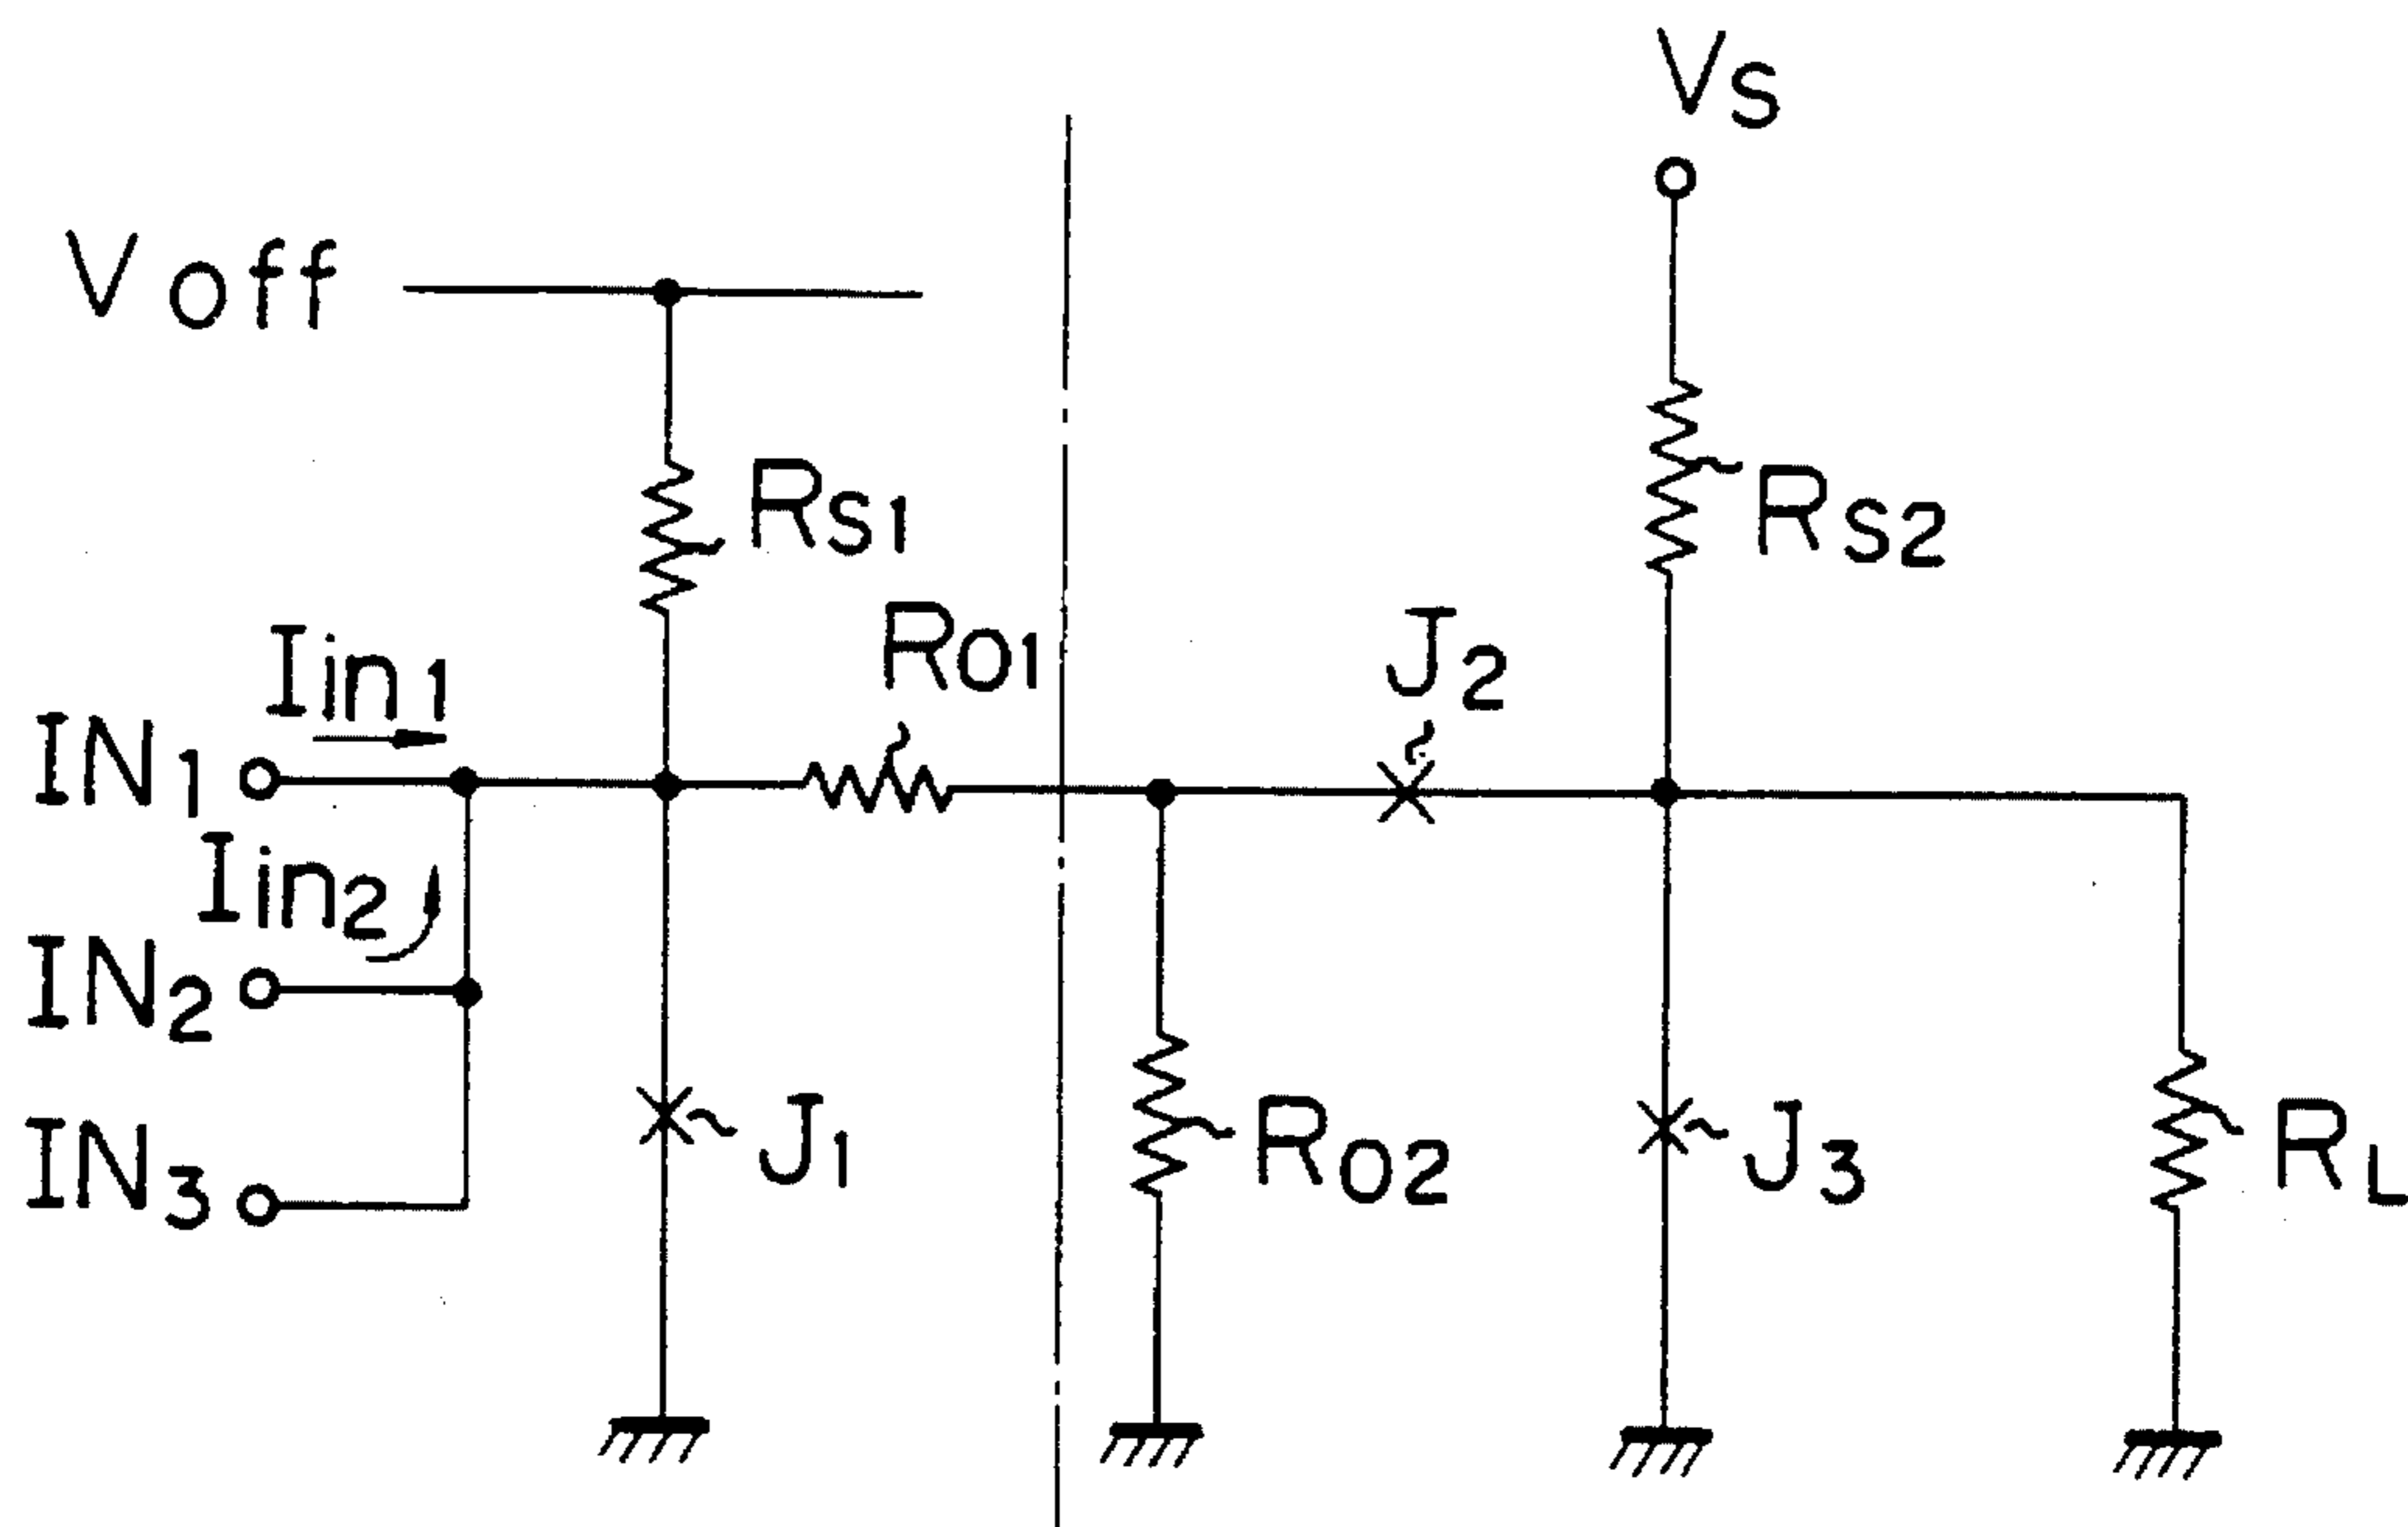 Vs
Voff
Rs1
Rs2
Ro1
Iin1
J2
IN1
Iin2
IN2
J1
Ro2
J3
RL
IN3